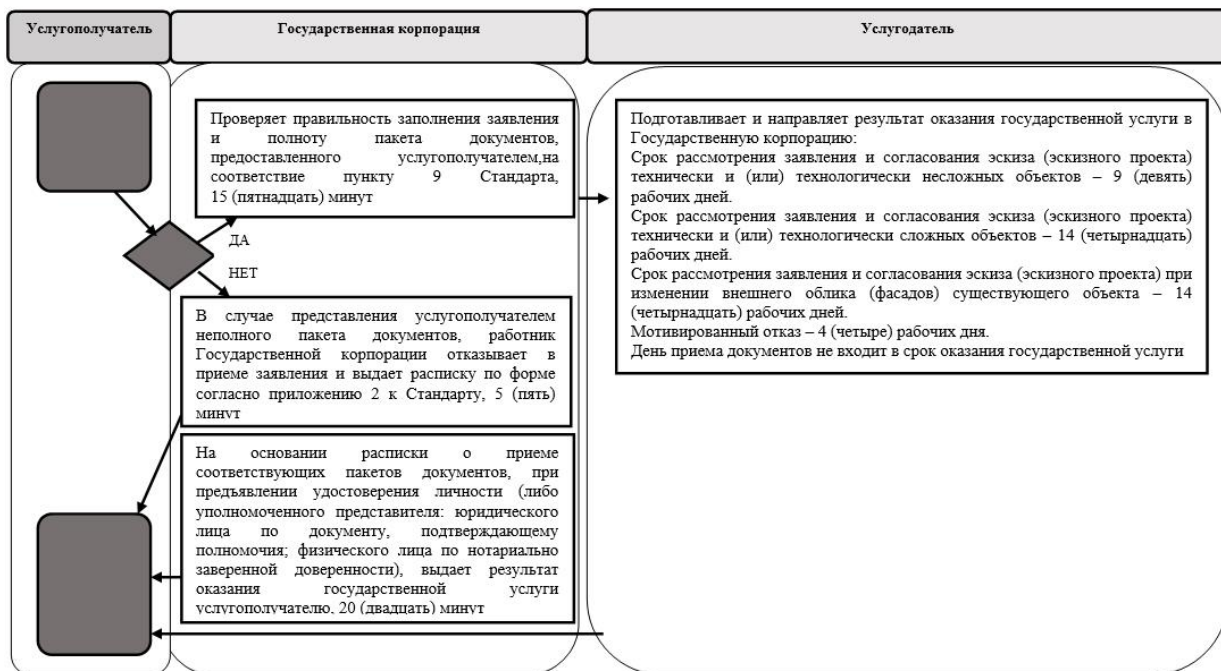 Услугополучатель
Государственная корпорация
Услугодатель
Проверяет правильность заполнения заявления
и полноту пакета документов,
предоставленного услугополучателем,на
соответствие пункту 9 Стандарта,
15 (пятнадцать) минут
ДА
НЕТ
В случае представления услугополучателем
неполного пакета документов, работник
Государственной корпорации отказывает в
приеме заявления и выдает расписку по форме
согласно приложению 2 к Стандарту, 5 (пять)
минут
На основании расписки о приеме
соответствующих пакетов документов, при
предъявлении удостоверения личности (либо
уполномоченного представителя: юридического
лица по документу, подтверждающему
полномочия; физического лица по нотариально
заверенной доверенности), выдает результат
оказания государственной услуги
услугополучателю, 20 (двадцать) минут
Подготавливает и направляет результат оказания государственной услуги в
Государственную корпорацию:
Срок рассмотрения заявления и согласования эскиза (эскизного проекта)
технически и (или) технологически несложных объектов – 9 (девять)
рабочих дней.
Срок рассмотрения заявления и согласования эскиза (эскизного проекта)
технически и (или) технологически сложных объектов – 14 (четырнадцать)
рабочих дней.
Срок рассмотрения заявления и согласования эскиза (эскизного проекта) при
изменении внешнего облика (фасадов) существующего объекта – 14
(четырнадцать) рабочих дней.
Мотивированный отказ – 4 (четыре) рабочих дня.
День приема документов не входит в срок оказания государственной услуги